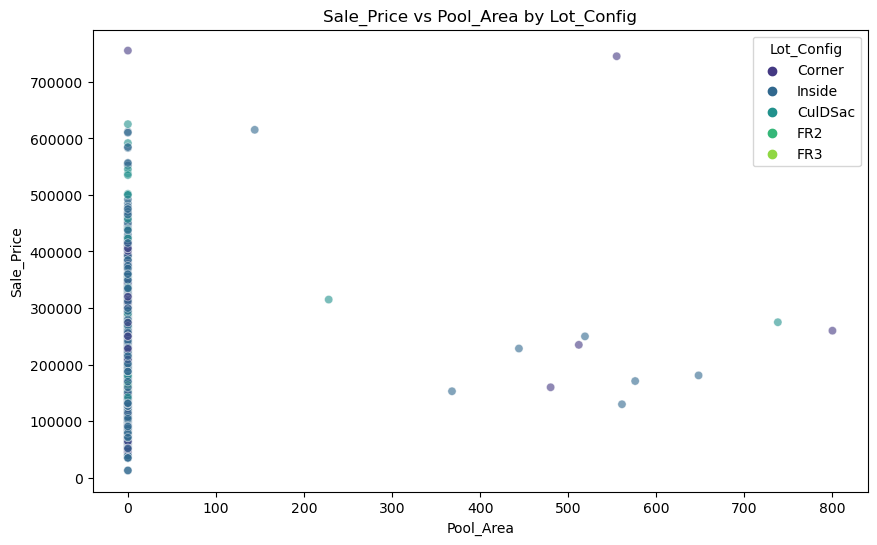 Sale_Price vs Pool_Area by Lot_Config
Lot_Config
Corner
Inside
CulDSac
FR2
FR3
Sale_Price
700000
600000
500000
400000
300000
200000
100000
0
0 100 200 300 400 500 600 700 800
Pool_Area